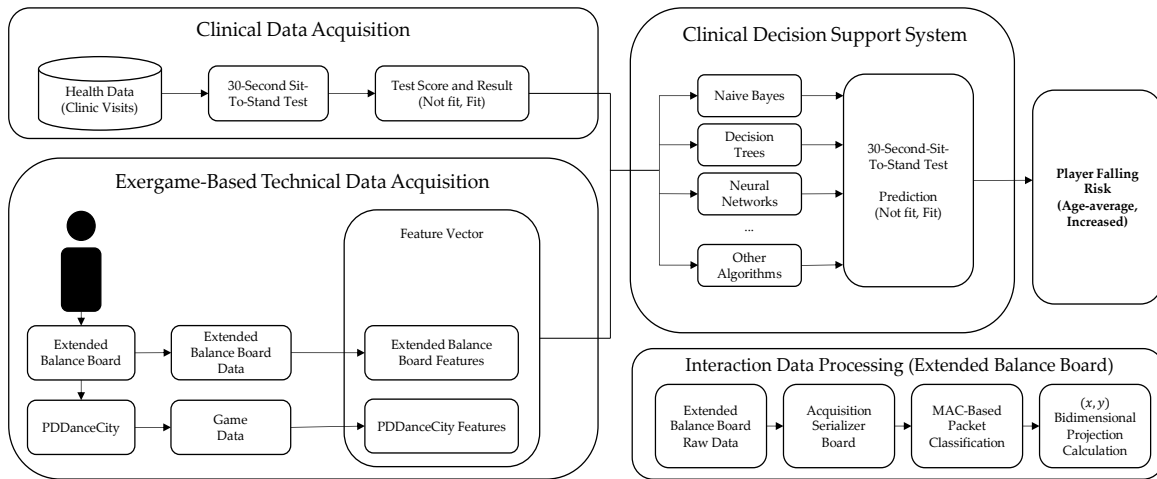 Clinical Data Acquisition
Health Data
(Clinic Visits)
30-Second Sit-
To-Stand Test
Test Score and Result
(Not fit, Fit)
Exergame-Based Technical Data Acquisition
Feature Vector
Extended
Balance Board
Extended
Balance Board
Data
Extended Balance
Board Features
PDDanceCity
Game
Data
PDDanceCity Features
Clinical Decision Support System
Naive Bayes
Decision
Trees
Neural
Networks
...
Other
Algorithms
30-Second-Sit-
To-Stand Test
Prediction
(Not fit, Fit)
Player Falling
Risk
(Age-average,
Increased)
Interaction Data Processing (Extended Balance Board)
Extended
Balance Board
Raw Data
Acquisition
Serializer
Board
MAC-Based
Packet
Classification
(x, y)
Bidimensional
Projection
Calculation